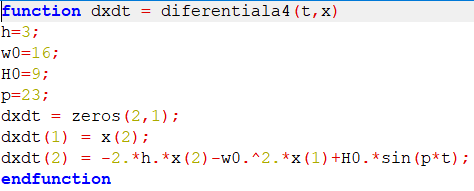 function dxdt = diferentiala4(t,x)
h=3;
w0=16;
H0=9;
p=23;
dxdt = zeros(2,1);
dxdt(1) = x(2);
dxdt(2) = -2.*h.*x(2)-w0.^2.*x(1)+H0.*sin(p*t);
endfunction